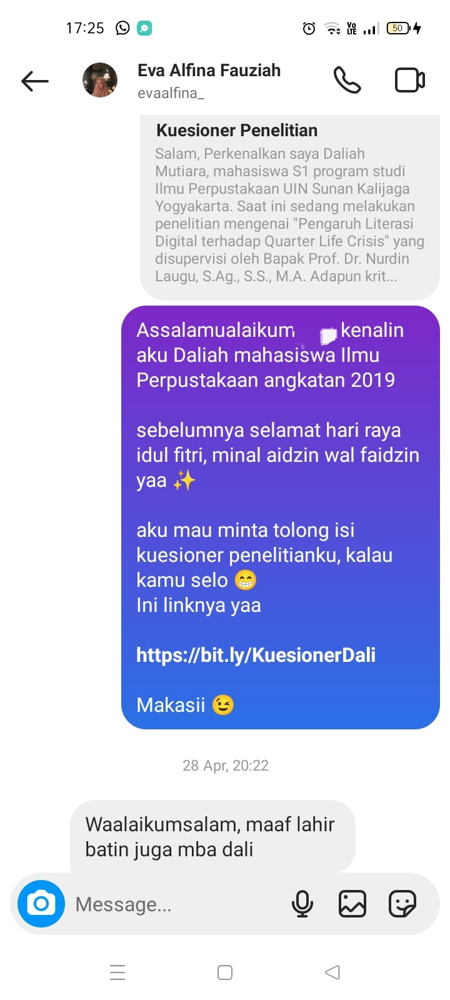 17:25
VO LTE
50
Eva Alfina Fauziah
evaalfina_
Kuesioner Penelitian
Salam, Perkenalkan saya Daliah
Mutiara, mahasiswa S1 program studi
Ilmu Perpustakaan UIN Sunan Kalijaga
Yogyakarta. Saat ini sedang melakukan
penelitian mengenai "Pengaruh Literasi
Digital terhadap Quarter Life Crisis" yang
disupervisi oleh Bapak Prof. Dr. Nurdin
Laugu, S.Ag., S.S., M.A. Adapun krit...
Assalamualaikum kenalin
aku Daliah mahasiswa Ilmu
Perpustakaan angkatan 2019
sebelumnya selamat hari raya
idul fitri, minal aidzin wal faidzin
yaa ✨
aku mau minta tolong isi
kuesioner penelitianku, kalau
kamu selo 😁
Ini linknya yaa
https://bit.ly/KuesionerDali
Makasii 😉
28 Apr, 20:22
Waalaikumsalam, maaf lahir
batin juga mba dali
Message...